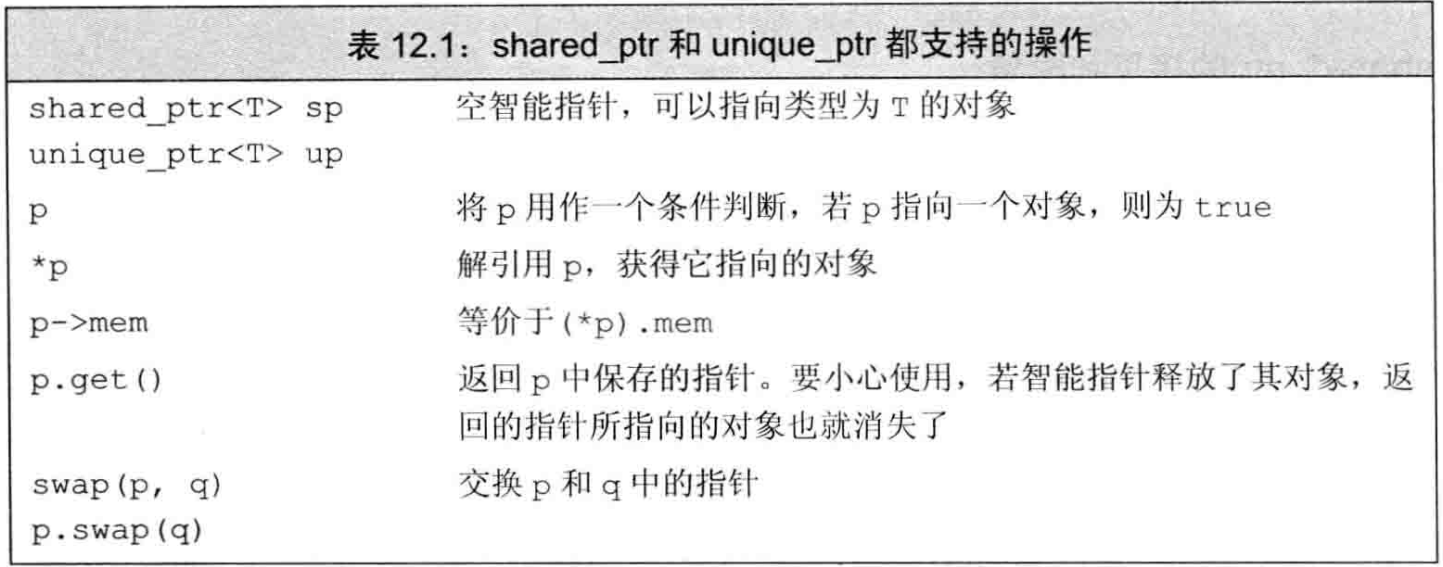 表 12.1：shared_ptr 和 unique_ptr 都支持的操作
shared_ptr<T> sp 空智能指针，可以指向类型为 T 的对象
unique_ptr<T> up
p 将 p 用作一个条件判断，若 p 指向一个对象，则为 true
*p 解引用 p，获得它指向的对象
p->mem 等价于(*p).mem
p.get() 返回 p 中保存的指针。要小心使用，若智能指针释放了其对象，返
回的指针所指向的对象也就消失了
swap(p, q) 交换 p 和 q 中的指针
p.swap(q)